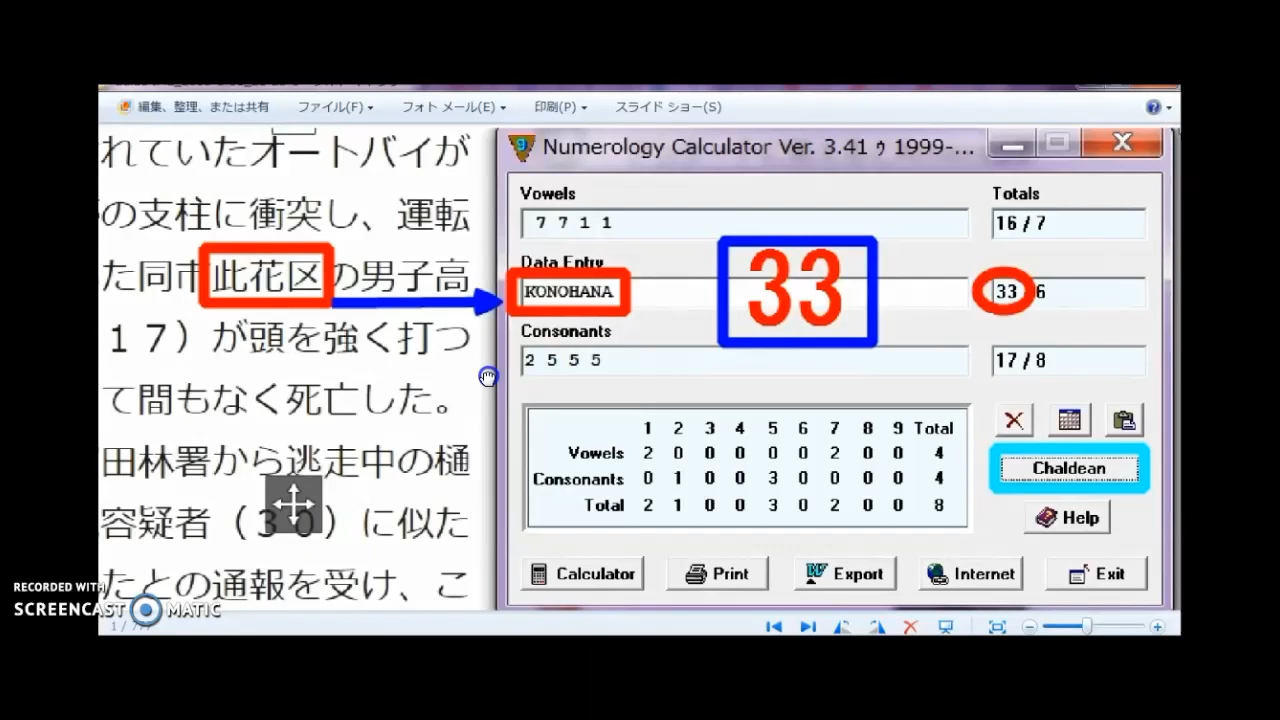 編集、整理、または共有 ファイル(F) フォト メール(E) 印刷(P) スライド ショー(S)
れていたオートバイが
の支柱に衝突し、運転
た同市此花区の男子高
１７）が頭を強く打つ
て間もなく死亡した。
田林署から逃走中の樋
容疑者（３０）に似た
たとの通報を受け、こ
Numerology Calculator Ver. 3.41 ｩ 1999-...
Vowels Totals
7 7 1 1 16 / 7
Data Entry
KONOHANA 33 33 6
Consonants
2 5 5 5 17 / 8
1 2 3 4 5 6 7 8 9 Total
Vowels 2 0 0 0 0 0 2 0 0 4
Consonants 0 1 0 0 3 0 0 0 0 4
Total 2 1 0 0 3 0 2 0 0 8
Chaldean
Help
Calculator Print Export Internet Exit
RECORDED WITH
SCREENCAST MATIC